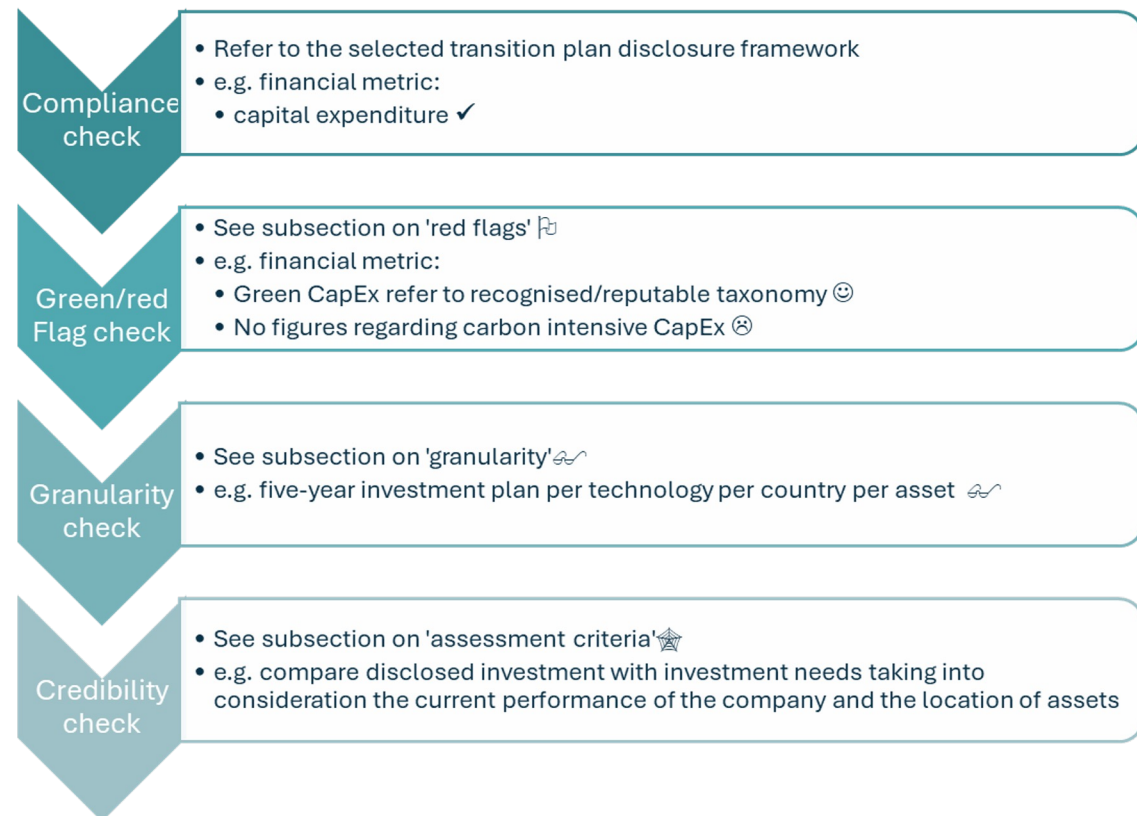 Compliance
check
• Refer to the selected transition plan disclosure framework
• e.g. financial metric:
• capital expenditure ✓
Green/red
Flag check
• See subsection on 'red flags'
• e.g. financial metric:
• Green CapEx refer to recognised/reputable taxonomy ☺
• No figures regarding carbon intensive CapEx ☹
Granularity
check
• See subsection on 'granularity'
• e.g. five-year investment plan per technology per country per asset
Credibility
check
• See subsection on 'assessment criteria'
• e.g. compare disclosed investment with investment needs taking into
consideration the current performance of the company and the location of assets